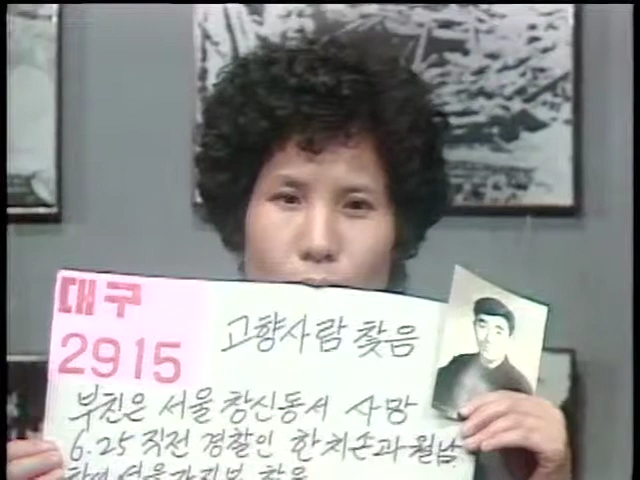 대구
2915
고향사람 찾음
부친은 서울 창신동서 사망
6.25 직전 경찰인 한치손과 월남